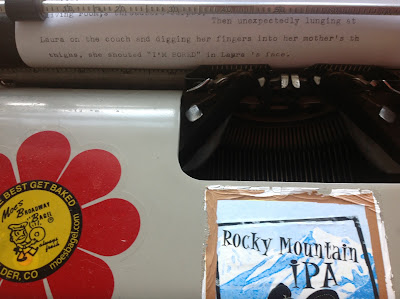 Then unexpectedly lunging at
Laura on the couch and digging her fingers into her mother's th
she shouted "I'M BORED" in Laura's face.
E BEST GET BAKED
MOE'S BROADWAY
BAGEL
moesbagel.com
DER, CO
ROCKY MOUNTAIN
IPA